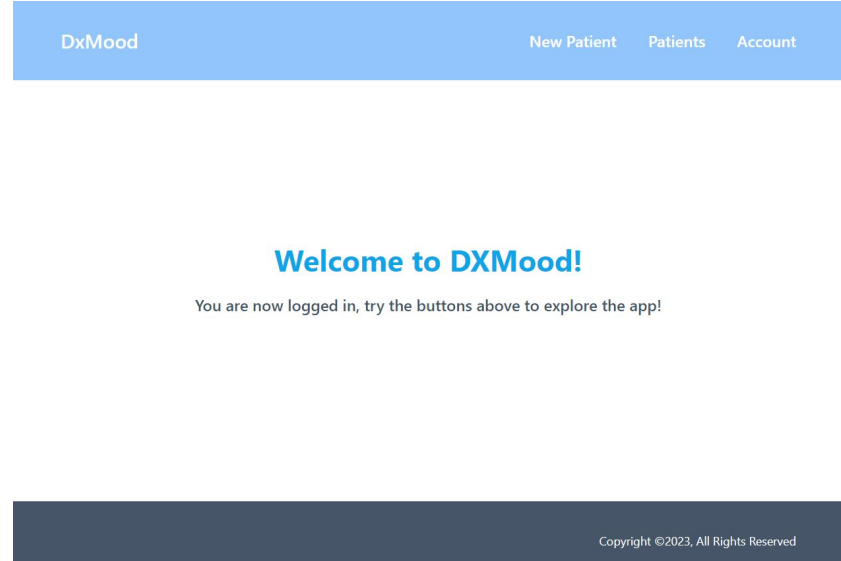 DxMood
New Patient Patients Account
Welcome to DXMood!
You are now logged in, try the buttons above to explore the app!
Copyright ©2023, All Rights Reserved